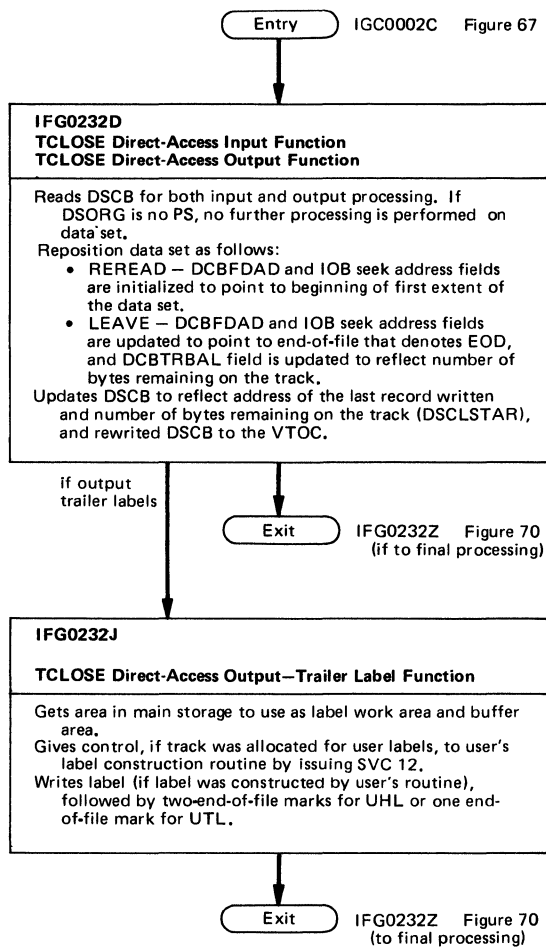 Entry IGC0002C Figure 67
IFG0232D
TCLOSE Direct-Access Input Function
TCLOSE Direct-Access Output Function
Reads DSCB for both input and output processing. If
DSORG is no PS, no further processing is performed on
data set.
Reposition data set as follows:
• REREAD — DCBFDAD and IOB seek address fields
are initialized to point to beginning of first extent of
the data set.
• LEAVE — DCBFDAD and IOB seek address fields
are updated to point to end-of-file that denotes EOD,
and DCBTRBAL field is updated to reflect number of
bytes remaining on the track.
Updates DSCB to reflect address of the last record written
and number of bytes remaining on the track (DSCLSTAR),
and rewrited DSCB to the VTOC.
if output
trailer labels
Exit IFG0232Z Figure 70
(if to final processing)
IFG0232J
TCLOSE Direct-Access Output—Trailer Label Function
Gets area in main storage to use as label work area and buffer
area.
Gives control, if track was allocated for user labels, to user's
label construction routine by issuing SVC 12.
Writes label (if label was constructed by user's routine),
followed by two-end-of-file marks for UHL or one end-
of-file mark for UTL.
Exit IFG0232Z Figure 70
(to final processing)